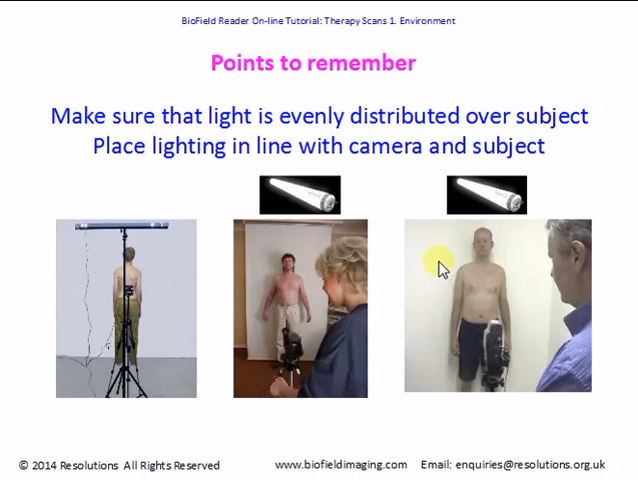 BioField Reader On-line Tutorial: Therapy Scans 1. Environment
Points to remember
Make sure that light is evenly distributed over subject
Place lighting in line with camera and subject
© 2014 Resolutions All Rights Reserved www.biofieldimaging.com Email: enquiries@resolutions.org.uk